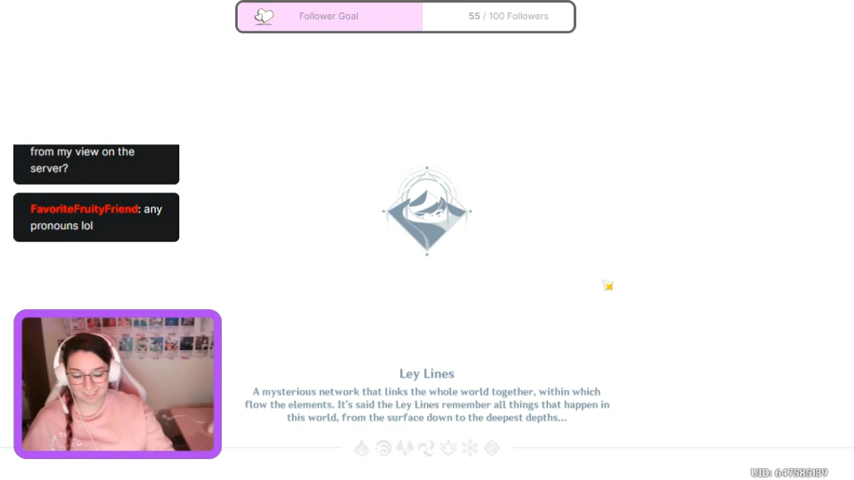 Follower Goal 55 / 100 Followers
from my view on the
server?
FavoriteFruityFriend: any
pronouns lol
Ley Lines
A mysterious network that links the whole world together, within which
flow the elements. It's said the Ley Lines remember all things that happen in
this world, from the surface down to the deepest depths...
UID: 647585139